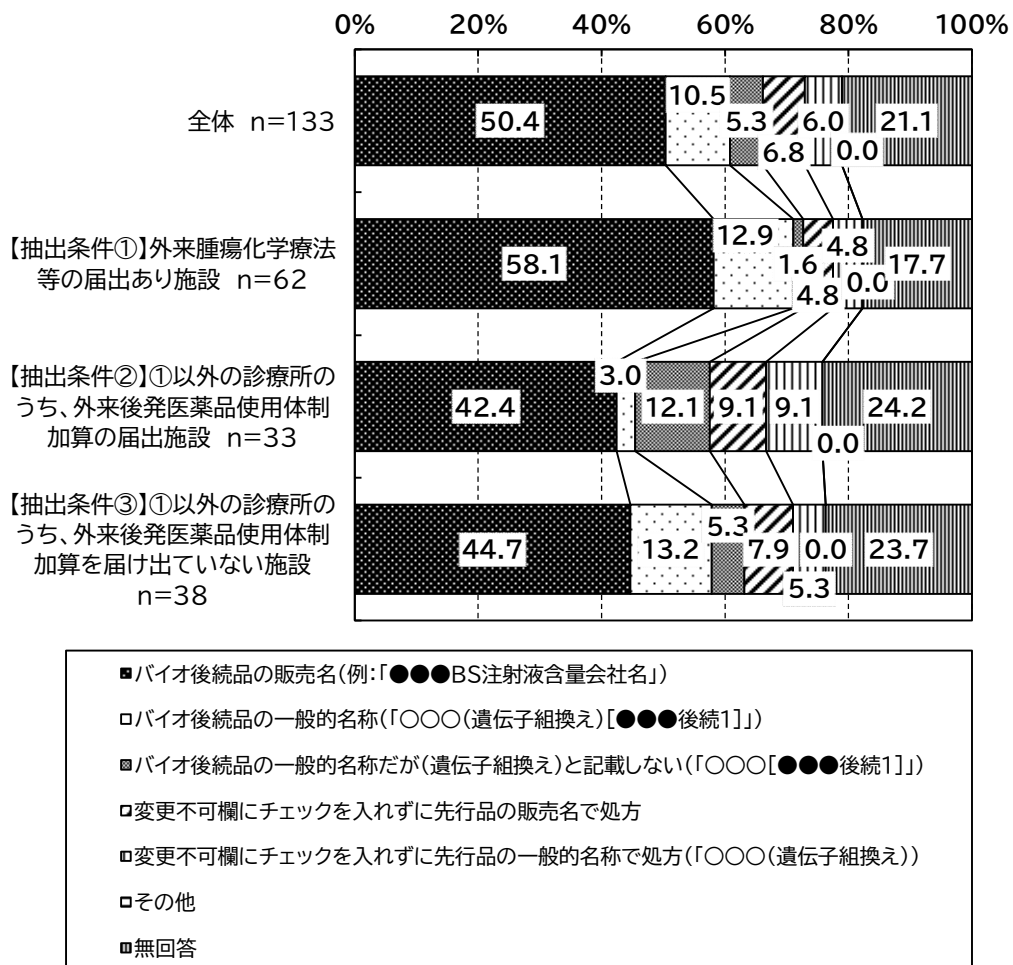 0% 20% 40% 60% 80% 100%
全体 n=133
50.4 10.5 5.3 6.8 6.0 0.0 21.1
【抽出条件①】外来腫瘍化学療法
等の届出あり施設 n=62
58.1 12.9 1.6 4.8 4.8 0.0 17.7
【抽出条件②】①以外の診療所の
うち、外来後発医薬品使用体制
加算の届出施設 n=33
42.4 3.0 12.1 9.1 9.1 0.0 24.2
【抽出条件③】①以外の診療所の
うち、外来後発医薬品使用体制
加算を届け出ていない施設
n=38
44.7 13.2 5.3 7.9 5.3 0.0 23.7
バイオ後続品の販売名(例:「●●●BS注射液含量会社名」)
バイオ後続品の一般的名称(「○○○(遺伝子組換え)[●●●後続1]」)
バイオ後続品の一般的名称だが(遺伝子組換え)と記載しない(「○○○[●●●後続1]」)
変更不可欄にチェックを入れずに先行品の販売名で処方
変更不可欄にチェックを入れずに先行品の一般的名称で処方(「○○○(遺伝子組換え))
その他
無回答